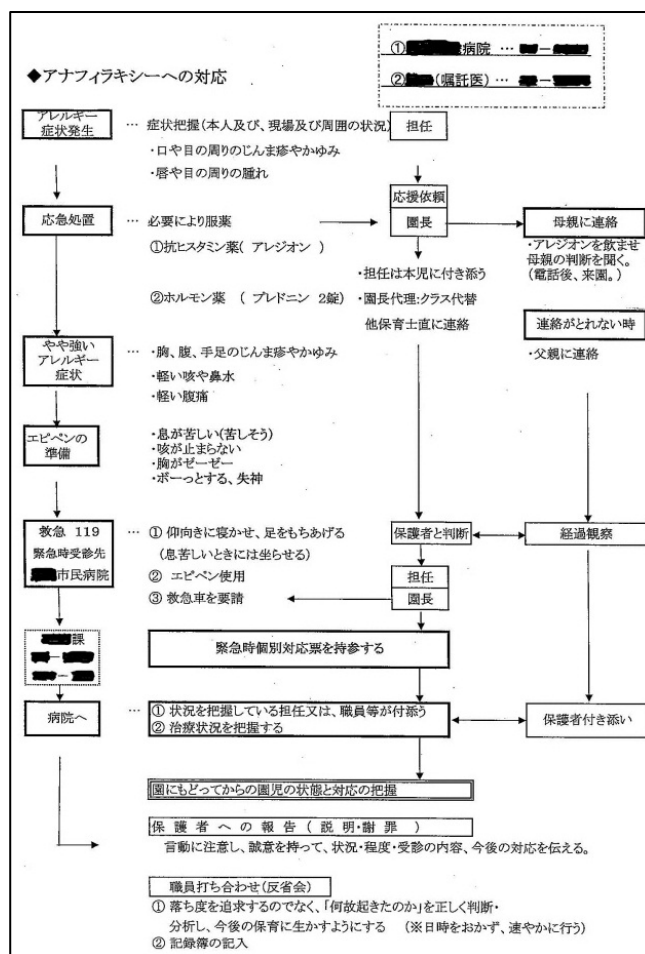 ① 病院 …  －
◆アナフィラキシーへの対応
② (嘱託医) …  －
アレルギー
症状発生
… 症状把握(本人及び、現場及び周囲の状況)
担任
・口や目の周りのじんま疹やかゆみ
・唇や目の周りの腫れ
応援依頼
応急処置
… 必要により服薬
園長
母親に連絡
①抗ヒスタミン薬( アレジオン )
・アレジオンを飲ませ
母親の判断を聞く。
(電話後、来園。)
・担任は本児に付き添う
②ホルモン薬 ( プレドニン 2錠)
・園長代理:クラス代替
他保育士直に連絡
連絡がとれない時
やや強い
アレルギー
症状
… ・胸、腹、手足のじんま疹やかゆみ
・父親に連絡
・軽い咳や鼻水
・軽い腹痛
エピペンの
準備
・息が苦しい(苦しそう)
・咳が止まらない
・胸がゼーゼー
・ボーっとする、失神
救急 119
緊急時受診先
市民病院
… ① 仰向きに寝かせ、足をもちあげる
(息苦しいときには坐らせる)
② エピペン使用
③ 救急車を要請
保護者と判断
経過観察
担任
園長
課
－
－
緊急時個別対応票を持参する
病院へ
… ① 状況を把握している担任又は、職員等が付添う
② 治療状況を把握する
保護者付き添い
園にもどってからの園児の状態と対応の把握
保護者への報告(説明・謝罪)
言動に注意し、誠意を持って、状況・程度・受診の内容、今後の対応を伝える。
職員打ち合わせ(反省会)
① 落ち度を追求するのでなく、「何故起きたのか」を正しく判断・
分析し、今後の保育に生かすようにする (※日時をおかず、速やかに行う)
② 記録簿の記入